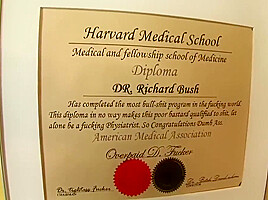 Harvard Medical School
Medical and fellowship school of Medicine
Diploma
DR, Richard Bush
Has completed the most bull-shit program in the fucking world.
This diploma in no way makes this poor bastard qualified to shit, let
alone be a fucking Physiatrist. So Congratulations Dumb Ass.
American Medical Association
Overpaid D. Fucker
Dr.